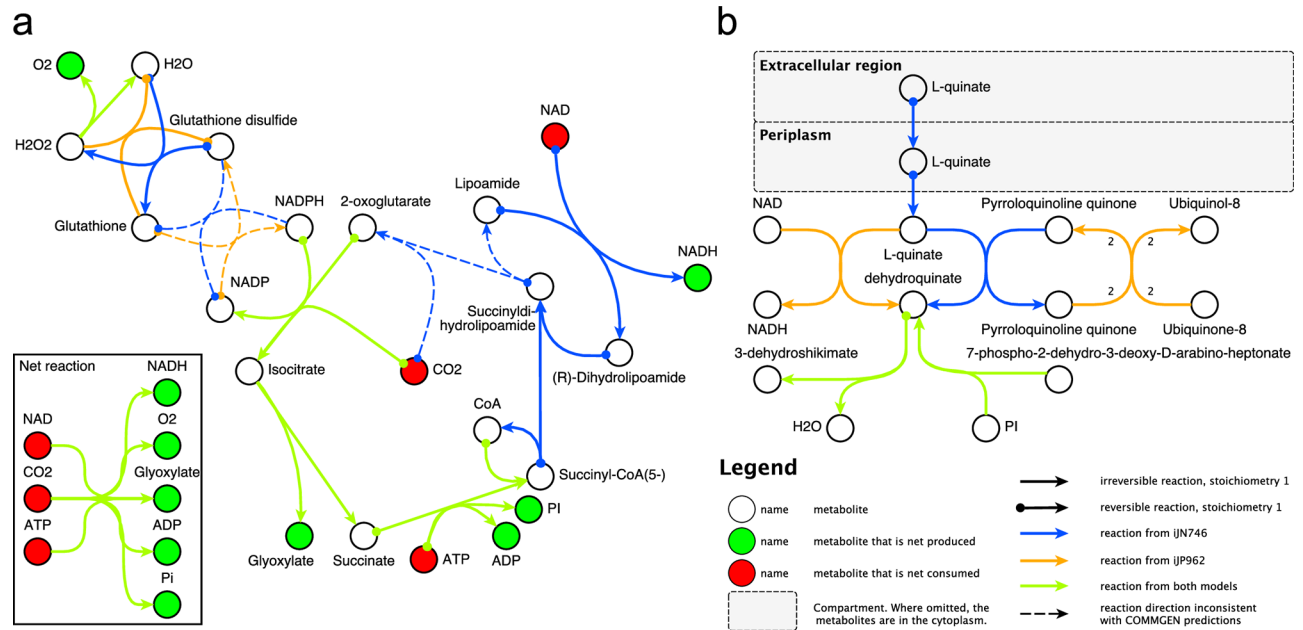 a
O2
H2O
H2O2
Glutathione disulfide
Glutathione
NADPH
NADP
2-oxoglutarate
Lipoamide
NAD
NADH
Succinyldi-
hydrolipoamide
(R)-Dihydrolipoamide
Isocitrate
CO2
CoA
Succinyl-CoA(5-)
PI
Glyoxylate
Succinate
ATP
ADP
Net reaction
NADH
NAD
O2
CO2
Glyoxylate
ATP
ADP
Pi
b
Extracellular region
L-quinate
Periplasm
L-quinate
NAD
Pyrroloquinoline quinone
Ubiquinol-8
2
2
L-quinate
dehydroquinate
2
2
NADH
Pyrroloquinoline quinone
Ubiquinone-8
3-dehydroshikimate
7-phospho-2-dehydro-3-deoxy-D-arabino-heptonate
H2O
PI
Legend
name metabolite
name metabolite that is net produced
name metabolite that is net consumed
Compartment. Where omitted, the
metabolites are in the cytoplasm.
irreversible reaction, stoichiometry 1
reversible reaction, stoichiometry 1
reaction from iJN746
reaction from iJP962
reaction from both models
reaction direction inconsistent
with COMMGEN predictions